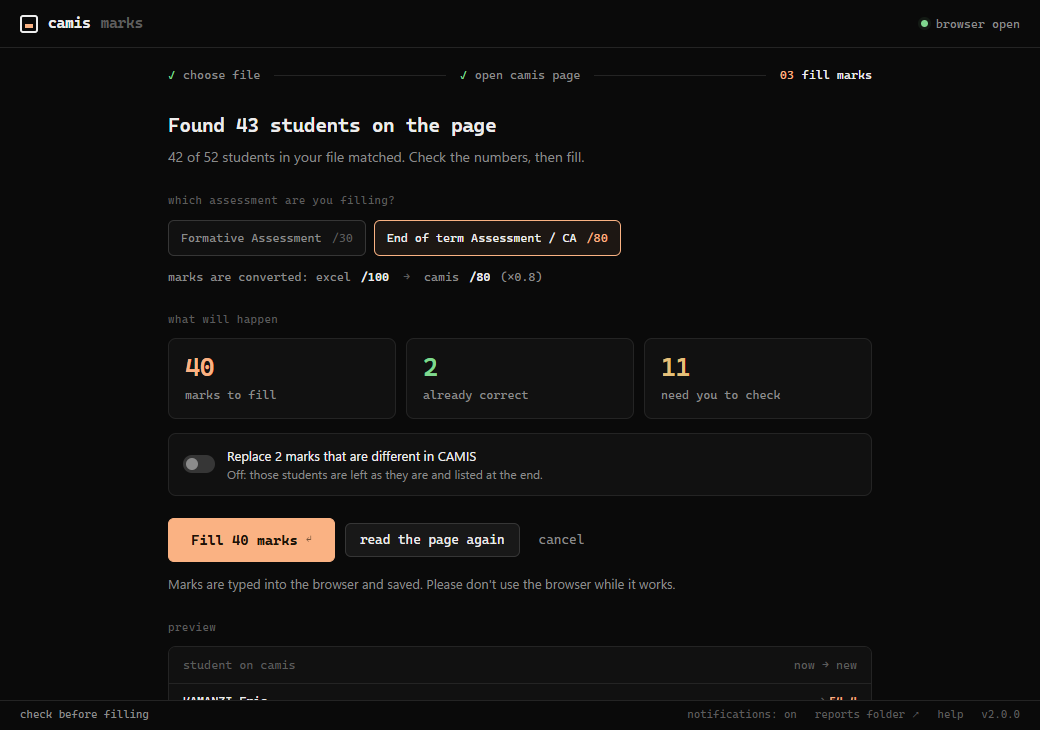 camis marks
browser open
✓ choose file
✓ open camis page
03 fill marks
Found 43 students on the page
42 of 52 students in your file matched. Check the numbers, then fill.
which assessment are you filling?
Formative Assessment /30
End of term Assessment / CA /80
marks are converted: excel /100 → camis /80 (×0.8)
what will happen
40
marks to fill
2
already correct
11
need you to check
Replace 2 marks that are different in CAMIS
Off: those students are left as they are and listed at the end.
Fill 40 marks ↵
read the page again
cancel
Marks are typed into the browser and saved. Please don't use the browser while it works.
preview
student on camis
now → new
check before filling
notifications: on
reports folder ↗
help
v2.0.0